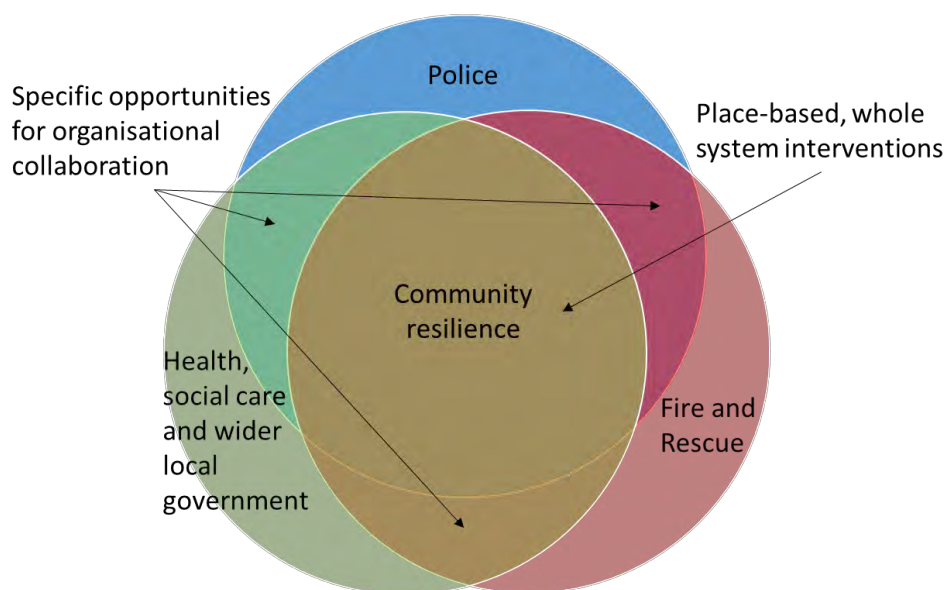 Police
Specific opportunities
for organisational
collaboration
Place-based, whole
system interventions
Community
resilience
Health,
social care
and wider
local
government
Fire and
Rescue